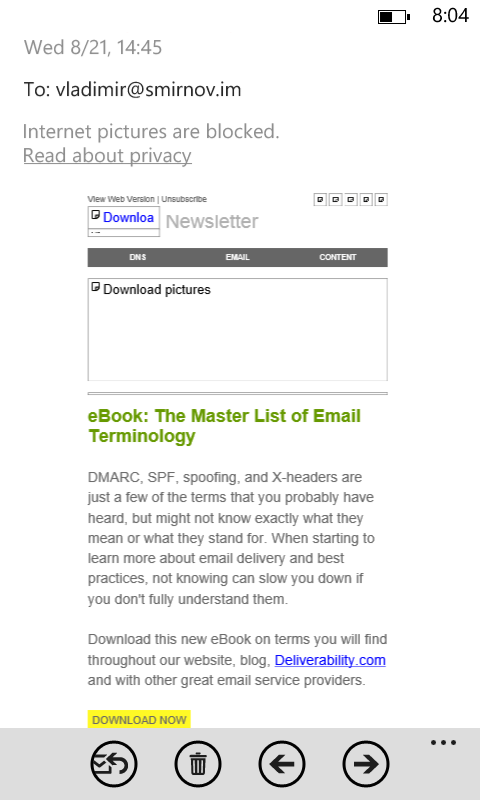 8:04
Wed 8/21, 14:45
To: vladimir@smirnov.im
Internet pictures are blocked.
Read about privacy
View Web Version | Unsubscribe
Downloa
Newsletter
DNS EMAIL CONTENT
Download pictures
eBook: The Master List of Email
Terminology
DMARC, SPF, spoofing, and X-headers are
just a few of the terms that you probably have
heard, but might not know exactly what they
mean or what they stand for. When starting to
learn more about email delivery and best
practices, not knowing can slow you down if
you don't fully understand them.
Download this new eBook on terms you will find
throughout our website, blog, Deliverability.com
and with other great email service providers.
DOWNLOAD NOW